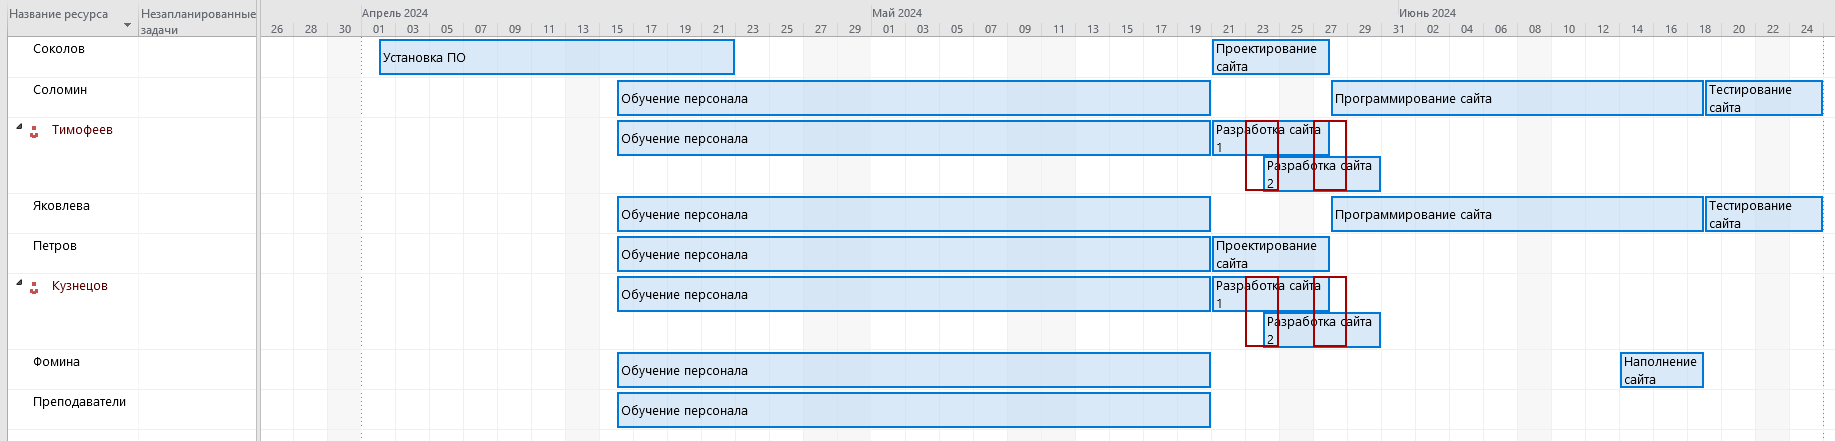 Название ресурса
Незапланированные
задачи
Апрель 2024
Май 2024
Июнь 2024
26 28 30 01 03 05 07 09 11 13 15 17 19 21 23 25 27 29 01 03 05 07 09 11 13 15 17 19 21 23 25 27 29 31 02 04 06 08 10 12 14 16 18 20 22 24
Соколов
Установка ПО
Проектирование
сайта
Соломин
Обучение персонала
Программирование сайта
Тестирование
сайта
Тимофеев
Обучение персонала
Разработка сайта
1
Разработка сайта
2
Яковлева
Обучение персонала
Программирование сайта
Тестирование
сайта
Петров
Обучение персонала
Проектирование
сайта
Кузнецов
Обучение персонала
Разработка сайта
1
Разработка сайта
2
Фомина
Обучение персонала
Наполнение
сайта
Преподаватели
Обучение персонала